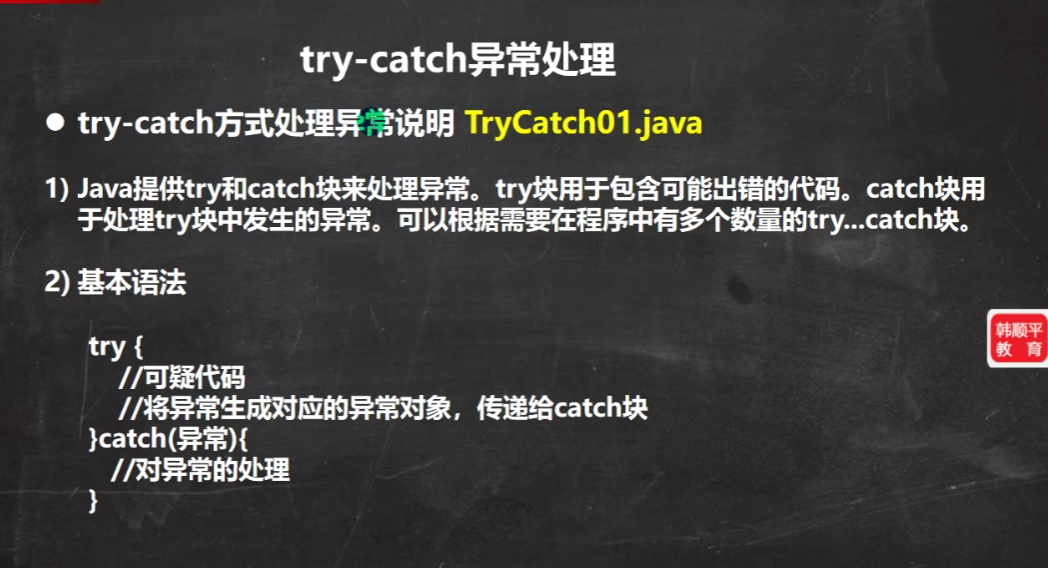 try-catch异常处理
● try-catch方式处理异常说明 TryCatch01.java
1) Java提供try和catch块来处理异常。try块用于包含可能出错的代码。catch块用
于处理try块中发生的异常。可以根据需要在程序中有多个数量的try...catch块。
2) 基本语法
try {
//可疑代码
//将异常生成对应的异常对象，传递给catch块
}catch(异常){
//对异常的处理
}
韩顺平
教 育